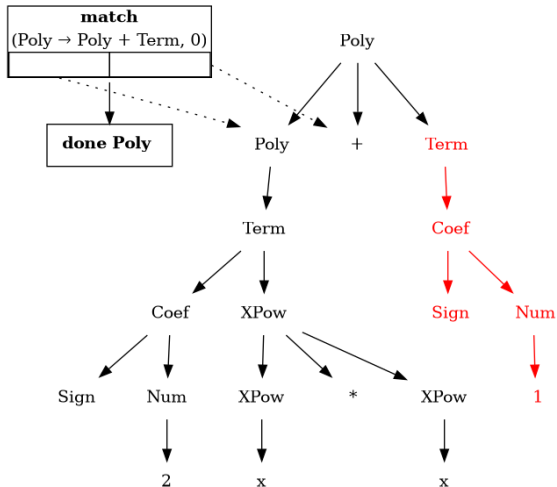 match
(Poly → Poly + Term, 0)
Poly
done Poly
Poly + Term
Term Coef
Coef XPow Sign Num
Sign Num XPow * XPow 1
2 x x